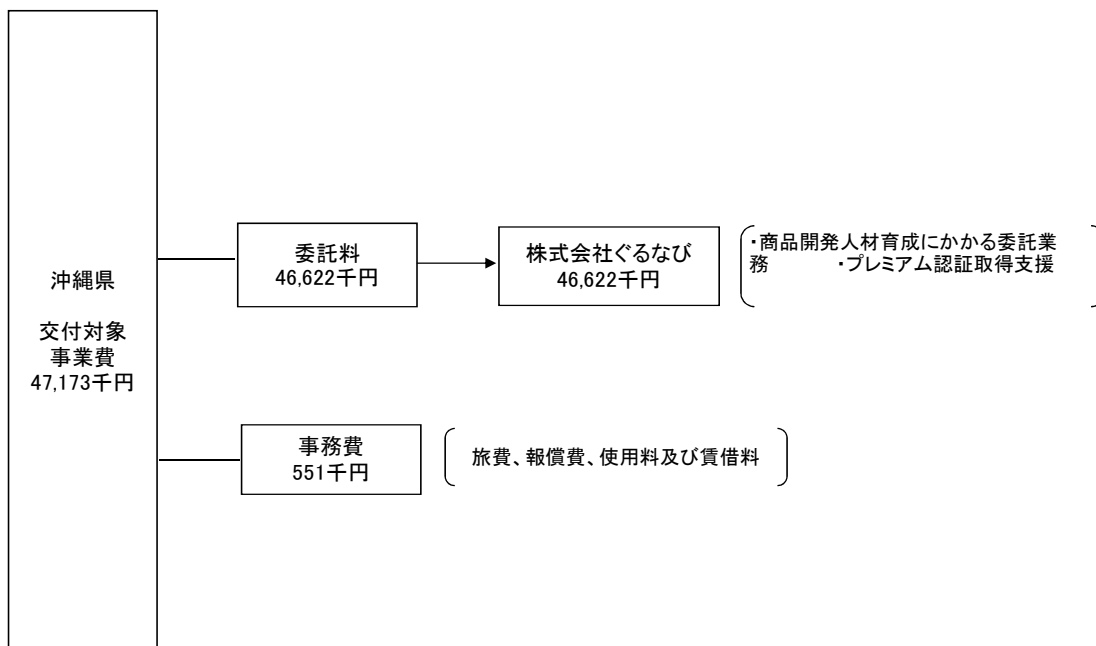 沖縄県
交付対象
事業費
47,173千円
委託料
46,622千円
株式会社ぐるなび
46,622千円
・商品開発人材育成にかかる委託業
務 ・プレミアム認証取得支援
事務費
551千円
旅費、報償費、使用料及び賃借料